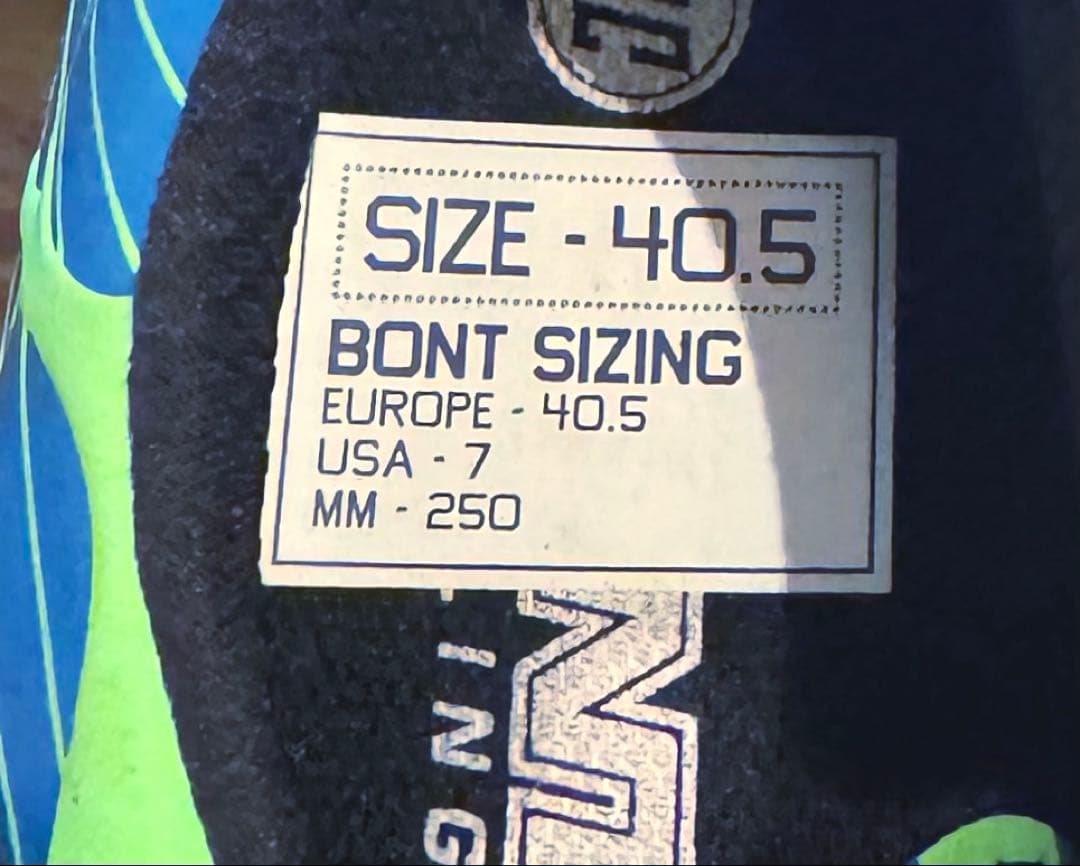 SIZE - 40.5
BONT SIZING
EUROPE - 40.5
USA - 7
MM - 250